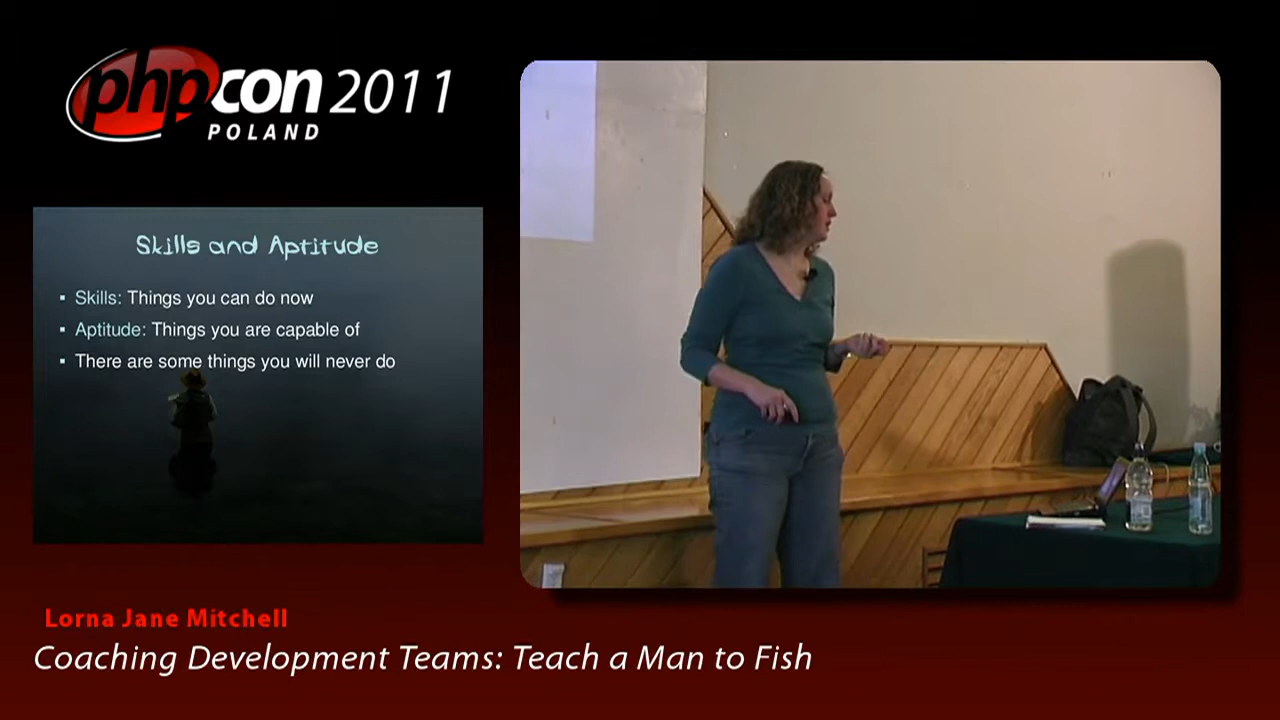 phpcon 2011
POLAND
Skills and Aptitude
▪ Skills: Things you can do now
▪ Aptitude: Things you are capable of
▪ There are some things you will never do
Lorna Jane Mitchell
Coaching Development Teams: Teach a Man to Fish